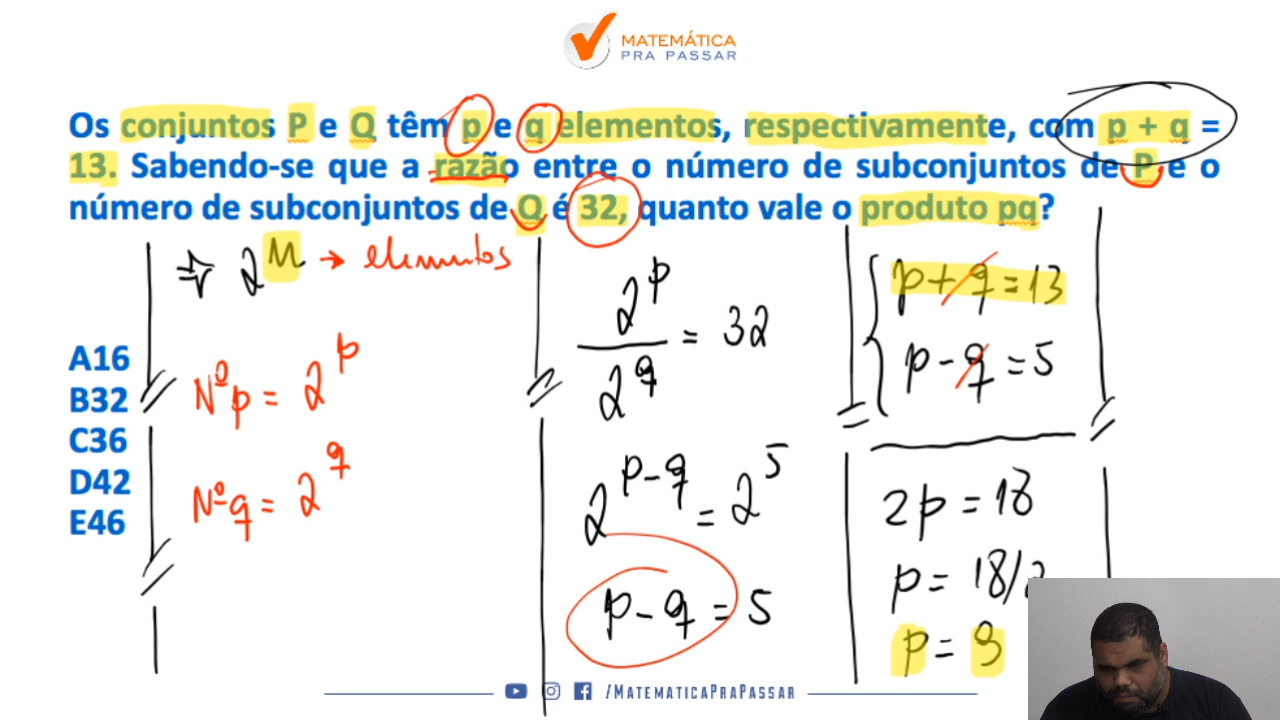 MATEMÁTICA
PRA PASSAR
Os conjuntos P e Q têm p e q elementos, respectivamente, com p + q =
13. Sabendo-se que a razão entre o número de subconjuntos de P e o
número de subconjuntos de Q é 32, quanto vale o produto pq?
A16
B32
C36
D42
E46
⇒ 2^M → elementos
Nº p = 2^p
Nº q = 2^q
2^p / 2^q = 32
2^(p-q) = 2^5
p - q = 5
p + q = 13
p - q = 5
2p = 18
p = 18/2
p = 9
/MATEMATICAPRAPASSAR